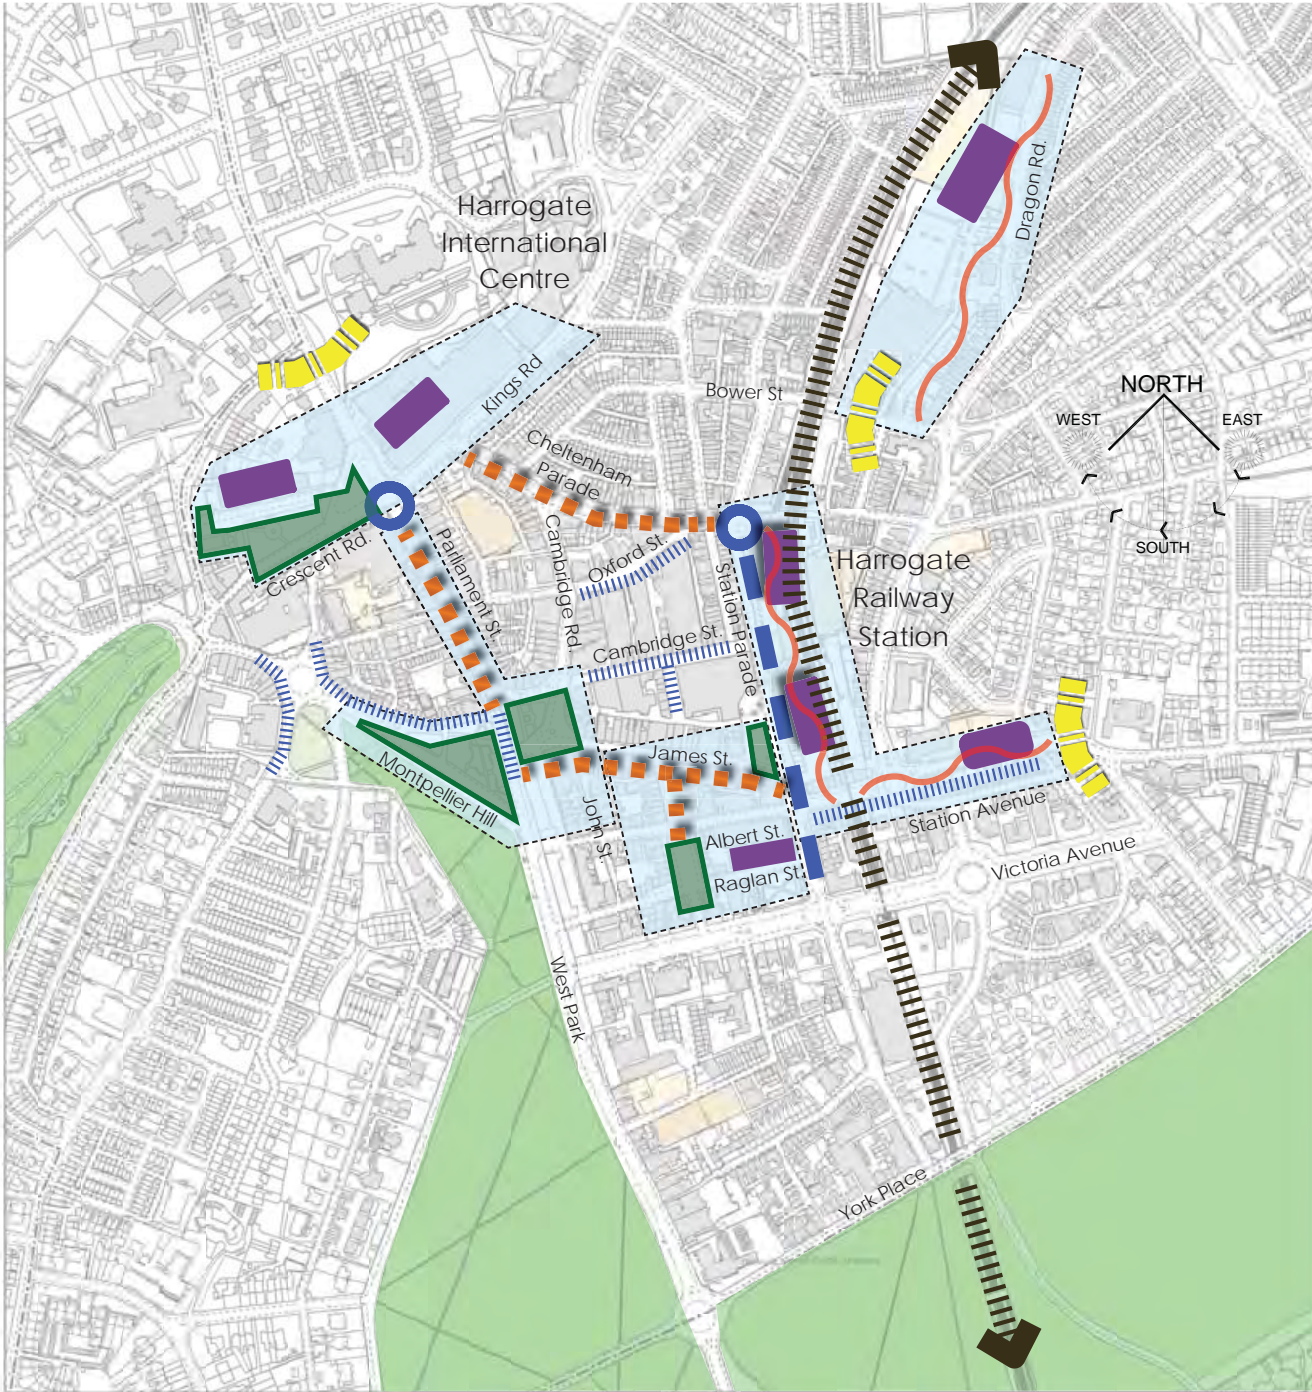 Harrogate
International
Centre
Dragon Rd.
Kings Rd
Bower St
NORTH
WEST
EAST
SOUTH
Cheltenham
Parade
Crescent Rd.
Parliament St.
Cambridge Rd.
Oxford St.
Station Parade
Harrogate
Railway
Station
Cambridge St.
Montpellier Hill
James St.
John St.
Albert St.
Raglan St.
Station Avenue
Victoria Avenue
West Park
York Place